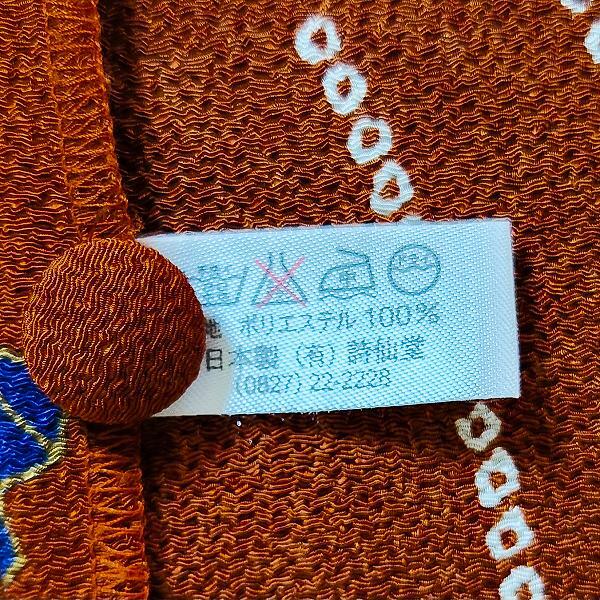 地 ポリエステル 100%
日本製 (有) 詩仙堂
(0827) 22-2228